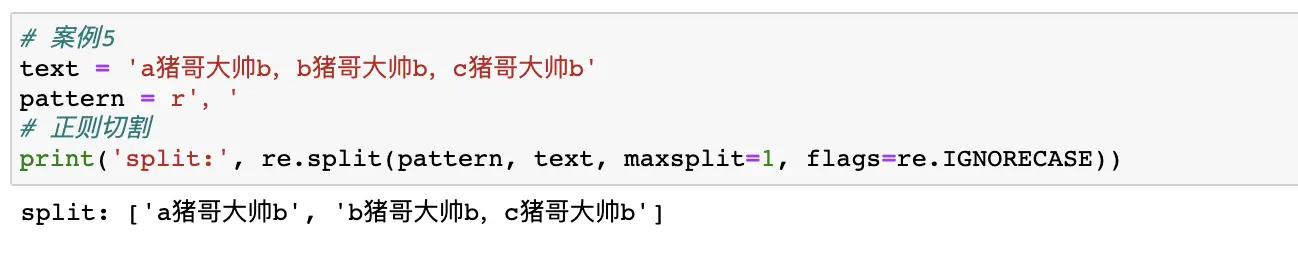 # 案例5
text = 'a猪哥大帅b，b猪哥大帅b，c猪哥大帅b'
pattern = r'，'
# 正则切割
print('split:', re.split(pattern, text, maxsplit=1, flags=re.IGNORECASE))
split: ['a猪哥大帅b', 'b猪哥大帅b，c猪哥大帅b']